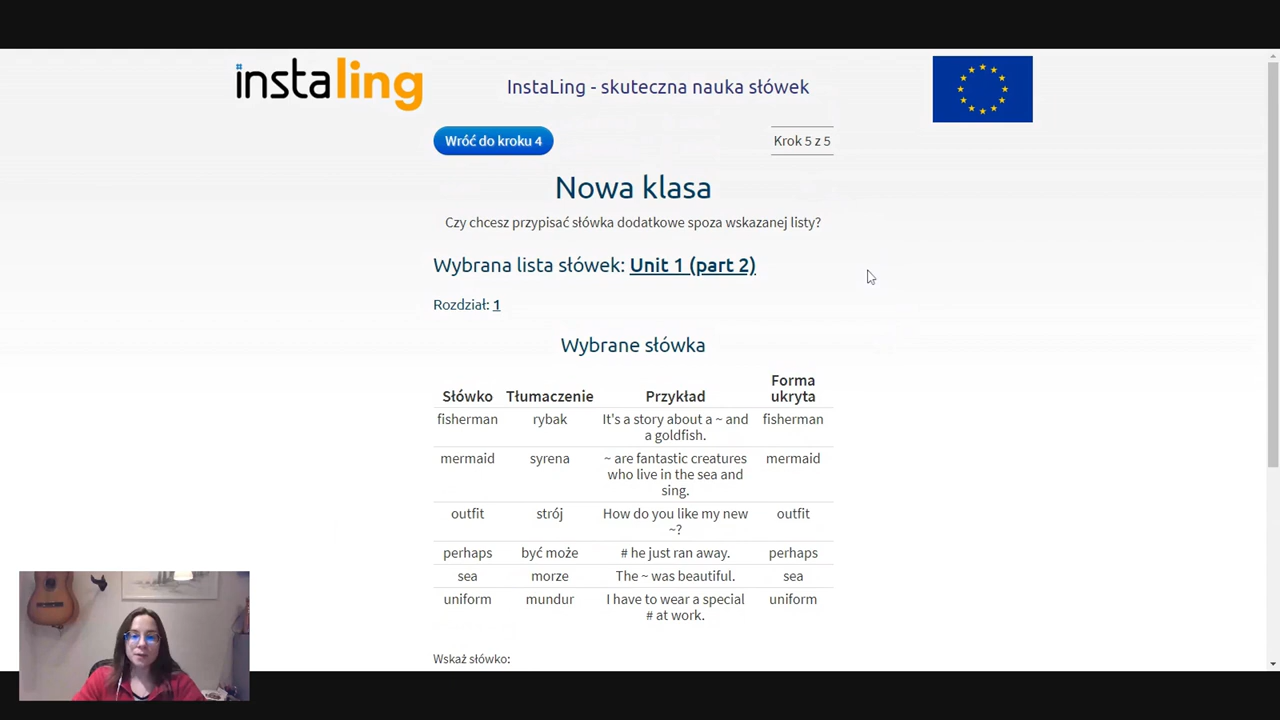 instaling
InstaLing - skuteczna nauka słówek
Wróć do kroku 4
Krok 5 z 5
Nowa klasa
Czy chcesz przypisać słówka dodatkowe spoza wskazanej listy?
Wybrana lista słówek: Unit 1 (part 2)
Rozdział: 1
Wybrane słówka
Słówko Tłumaczenie Przykład Forma ukryta
fisherman rybak It's a story about a ~ and a goldfish. fisherman
mermaid syrena ~ are fantastic creatures who live in the sea and sing. mermaid
outfit strój How do you like my new ~? outfit
perhaps być może # he just ran away. perhaps
sea morze The ~ was beautiful. sea
uniform mundur I have to wear a special # at work. uniform
Wskaż słówko: